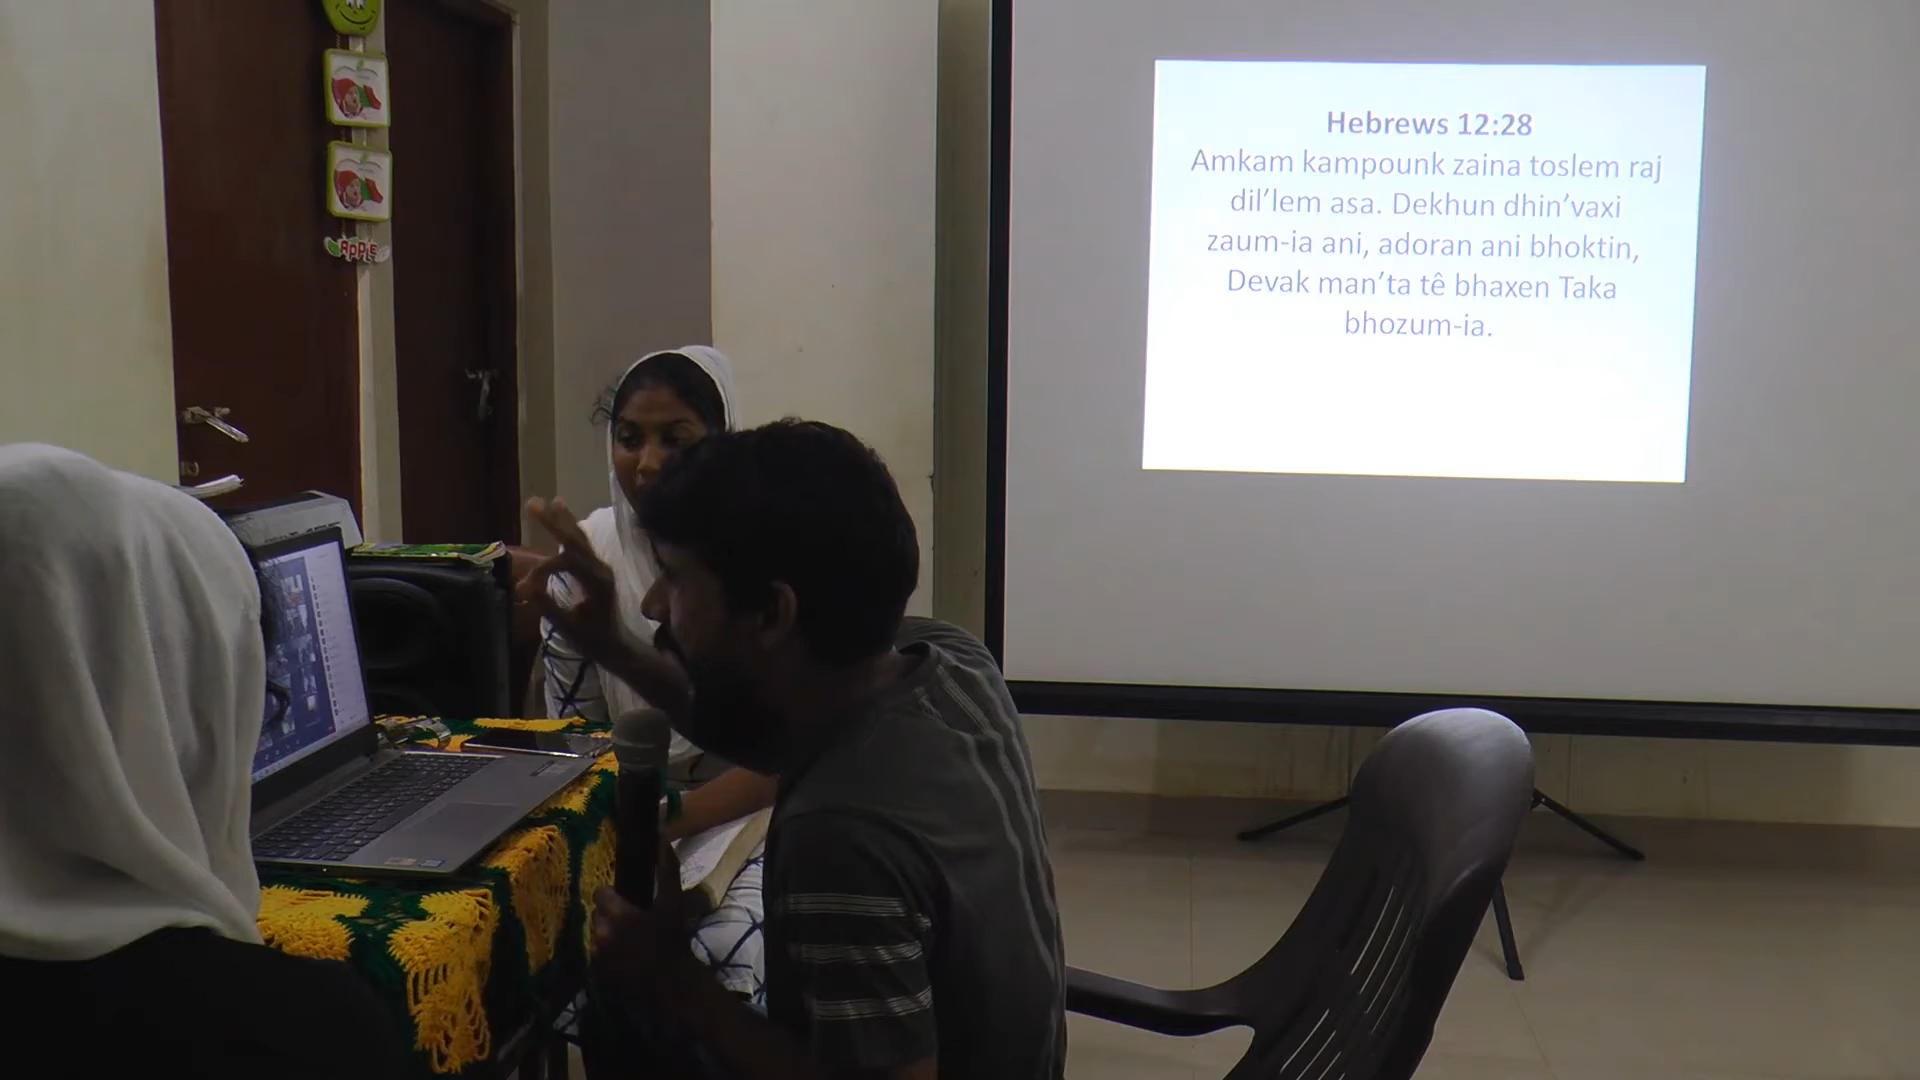 APPLE
Hebrews 12:28
Amkam kampounk zaina toslem raj
dil’lem asa. Dekhun dhin’vaxi
zaum-ia ani, adoran ani bhoktin,
Devak man’ta tê bhaxen Taka
bhozum-ia.